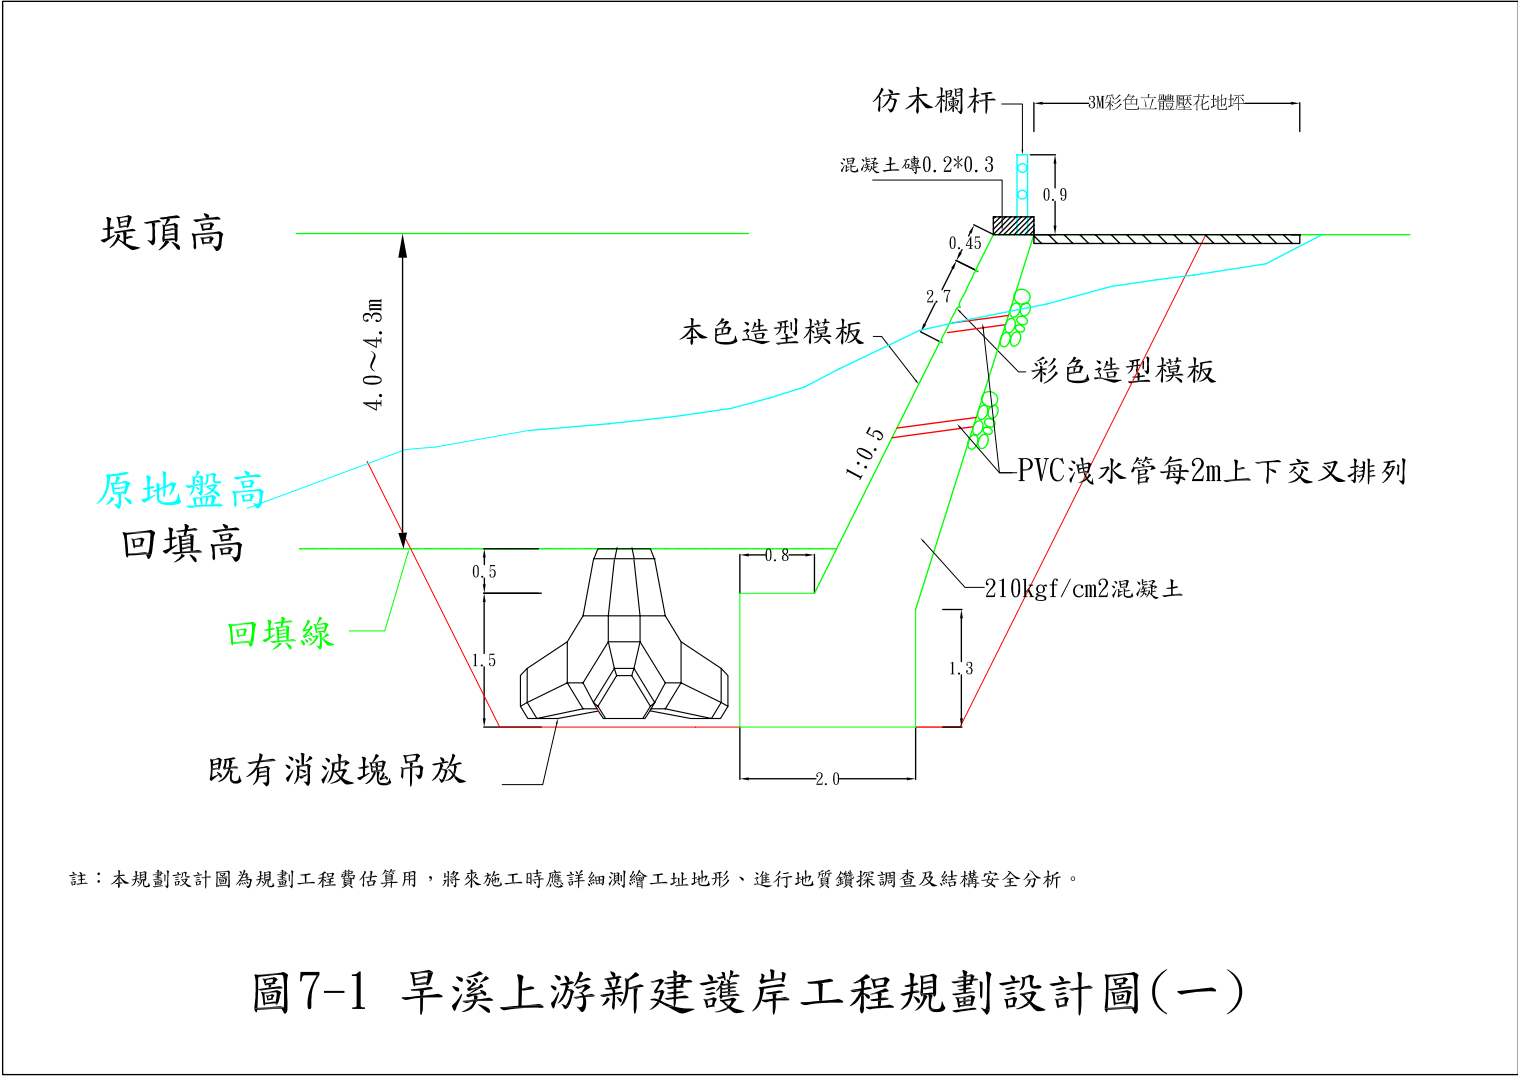 仿木欄杆
3M彩色立體壓花地坪
混凝土磚0.2*0.3
0.9
堤頂高
0.45
2.7
4.0～4.3m
本色造型模板
彩色造型模板
1:0.5
PVC洩水管每2m上下交叉排列
原地盤高
回填高
0.8
0.5
210kgf/cm2混凝土
回填線
1.5
1.3
既有消波塊吊放
2.0
註：本規劃設計圖為規劃工程費估算用，將來施工時應詳細測繪工址地形、進行地質鑽探調查及結構安全分析。
圖7-1 旱溪上游新建護岸工程規劃設計圖(一)